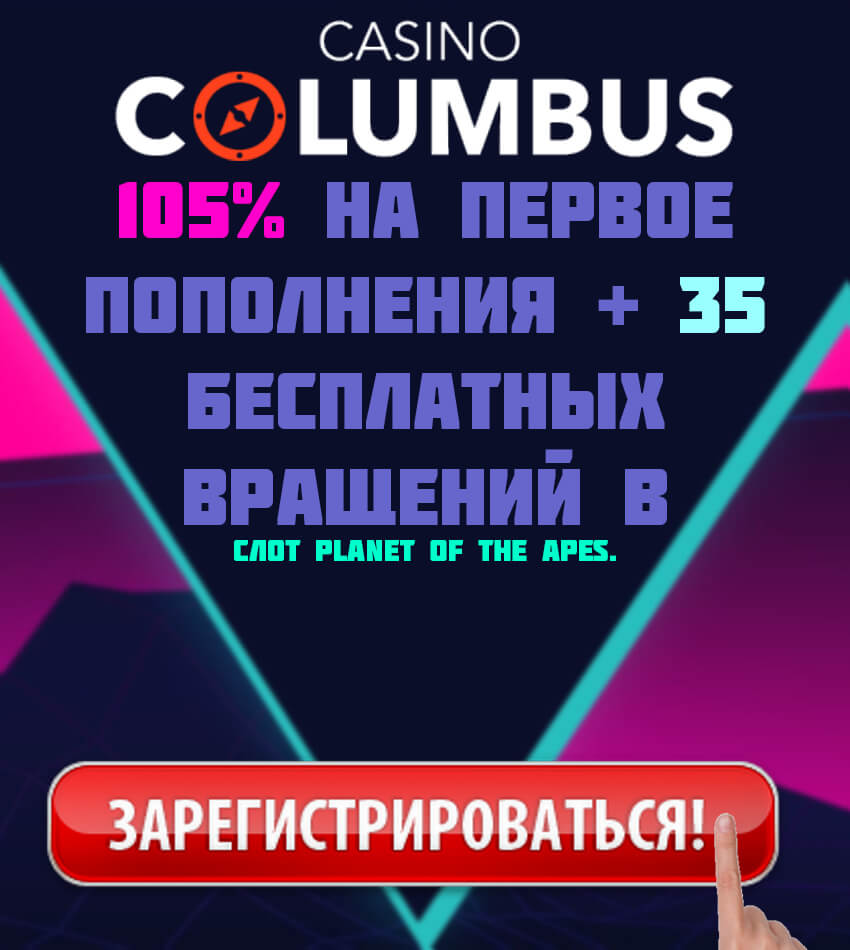 CASINO
COLUMBUS
105% НА ПЕРВОЕ
ПОПОЛНЕНИЯ + 35
БЕСПЛАТНЫХ
ВРАЩЕНИЙ В
СЛОТ PLANET OF THE APES.
ЗАРЕГИСТРИРОВАТЬСЯ!